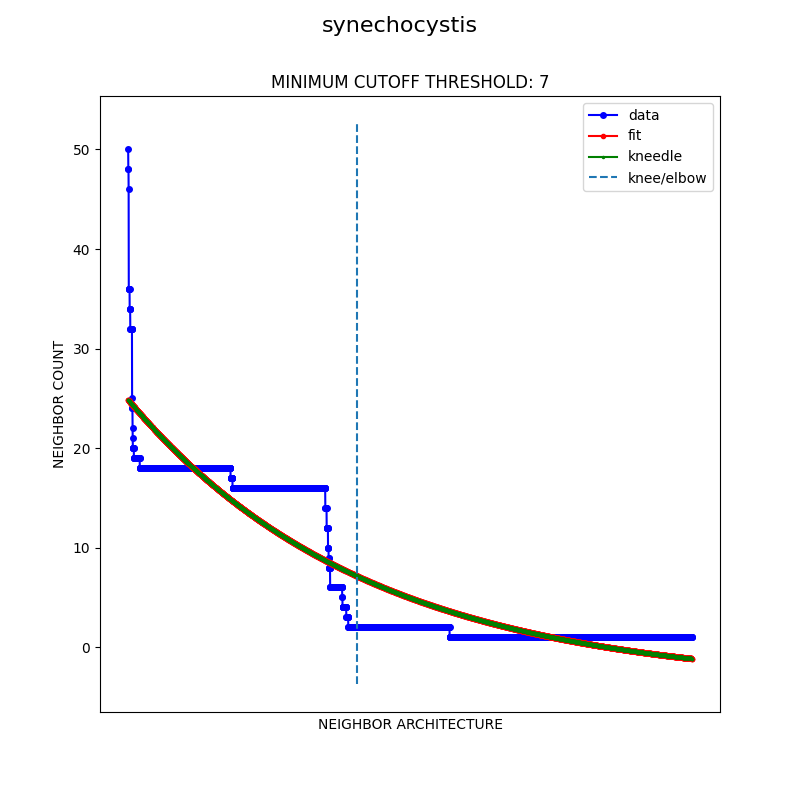 synechocystis
MINIMUM CUTOFF THRESHOLD: 7
data
fit
kneedle
knee/elbow
50
40
30
20
10
0
NEIGHBOR COUNT
NEIGHBOR ARCHITECTURE